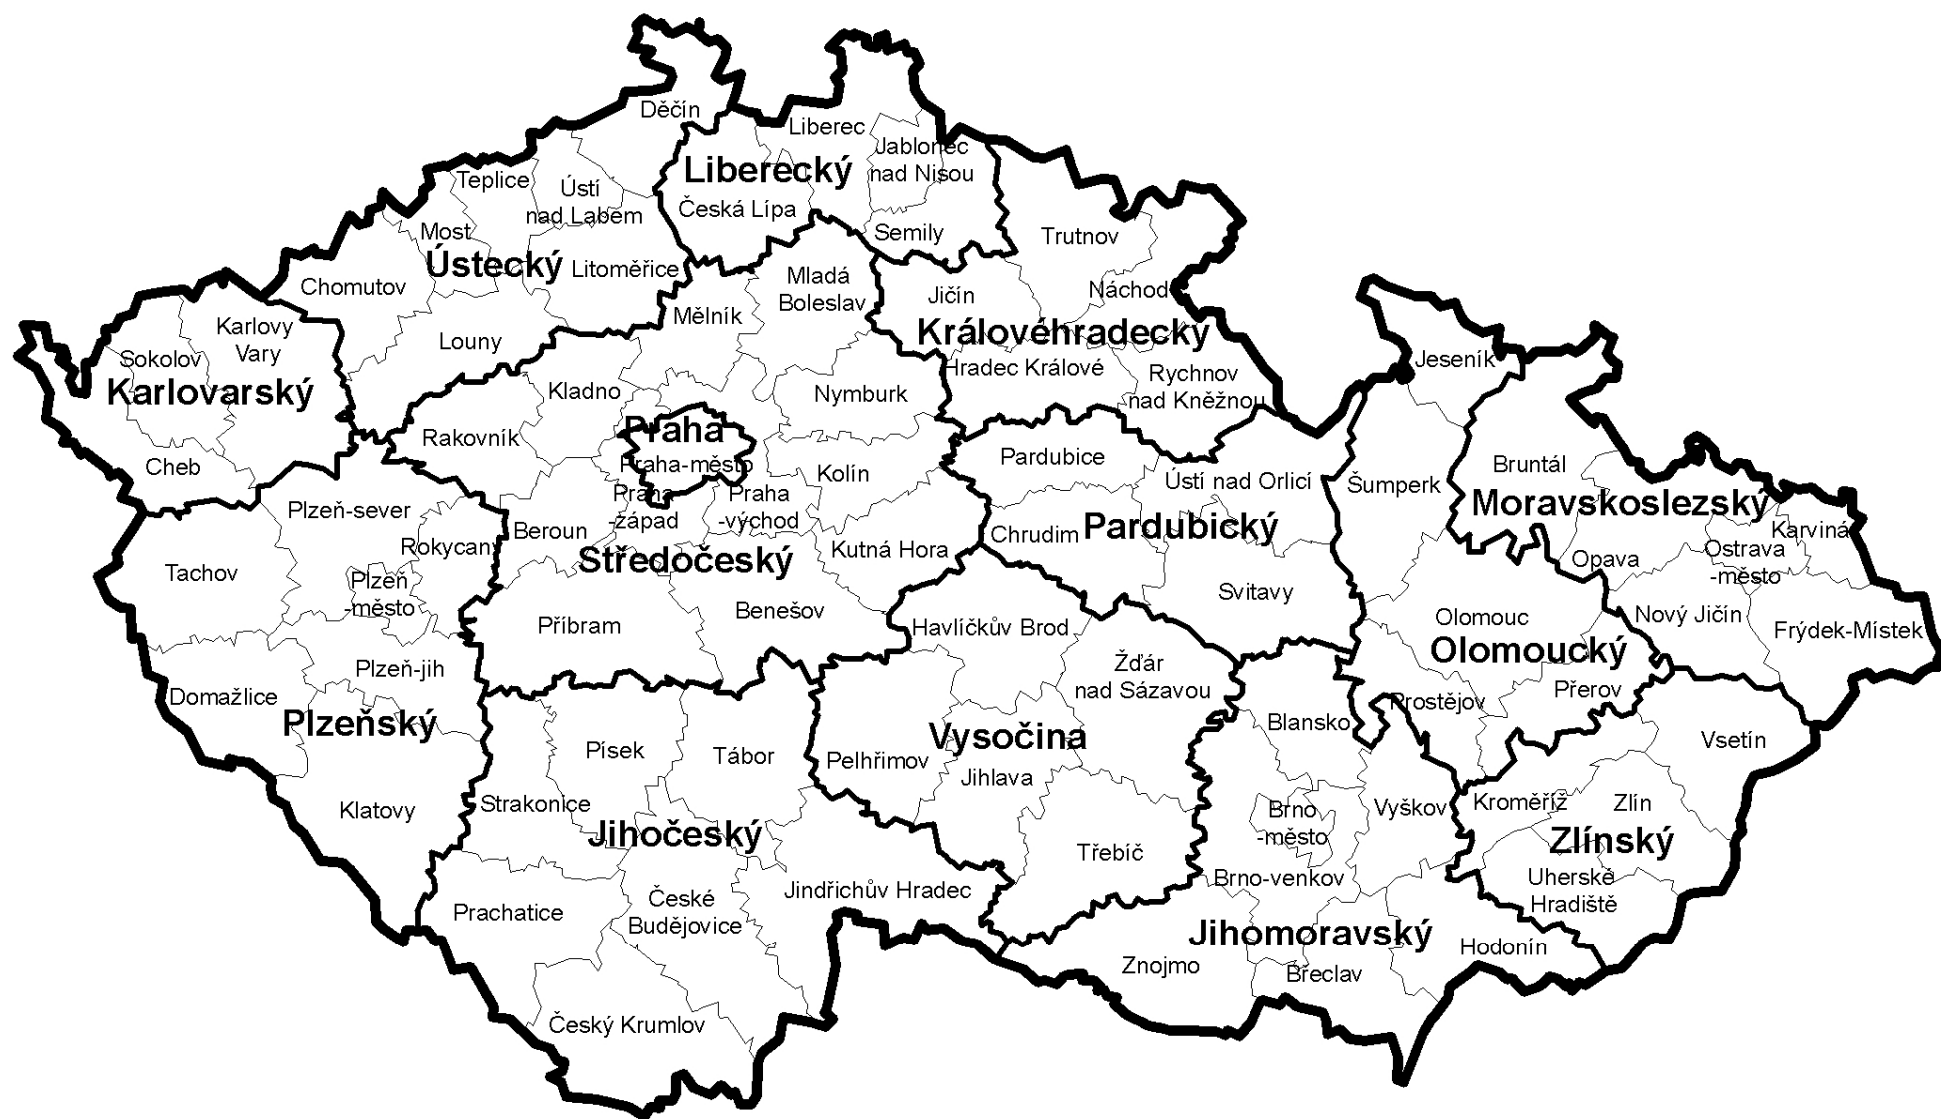 Děčín
Liberec
Jablonec
nad Nisou
Liberecký
Teplice
Ústí
nad Labem
Česká Lípa
Semily
Most
Trutnov
Ústecký
Litoměřice
Chomutov
Mladá
Boleslav
Jičín
Náchod
Mělník
Karlovy
Vary
Královéhradecký
Louny
Sokolov
Jeseník
Karlovarský
Kladno
Nymburk
Hradec Králové
Rychnov
nad Kněžnou
Rakovník
Praha
Praha-město
Cheb
Kolín
Pardubice
Bruntál
Ústí nad Orlicí
Šumperk
Praha
-západ
Praha
-východ
Moravskoslezský
Plzeň-sever
Beroun
Chrudim
Pardubický
Karviná
Rokycany
Kutná Hora
Ostrava
-město
Středočeský
Opava
Tachov
Plzeň
-město
Svitavy
Benešov
Příbram
Havlíčkův Brod
Olomouc
Nový Jičín
Frýdek-Místek
Olomoucký
Plzeň-jih
Žďár
nad Sázavou
Domažlice
Prostějov
Přerov
Plzeňský
Blansko
Vysočina
Vsetín
Písek
Tábor
Pelhřimov
Jihlava
Strakonice
Klatovy
Brno
-město
Vyškov
Kroměříž
Zlín
Jihočeský
Zlínský
Třebíč
Brno-venkov
Uherské
Hradiště
Jindřichův Hradec
České
Budějovice
Prachatice
Jihomoravský
Hodonín
Znojmo
Břeclav
Český Krumlov